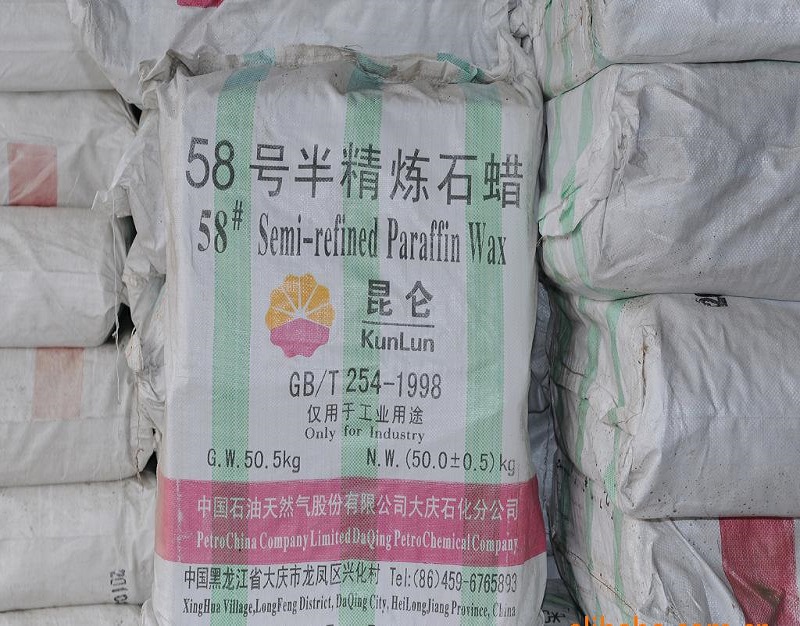 58号半精炼石蜡
58# Semi-refined Paraffin Wax
昆仑
KunLun
GB/T 254-1998
仅用于工业用途
Only for Industry
G.W.50.5kg N.W.(50.0±0.5)kg
中国石油天然气股份有限公司大庆石化分公司
PetroChina Company Limited DaQing PetroChemical Company
中国黑龙江省大庆市龙凤区兴化村 Tel:(86)459-6765893
XingHua Village,LongFeng District, DaQing City, HeiLongJiang Province, China